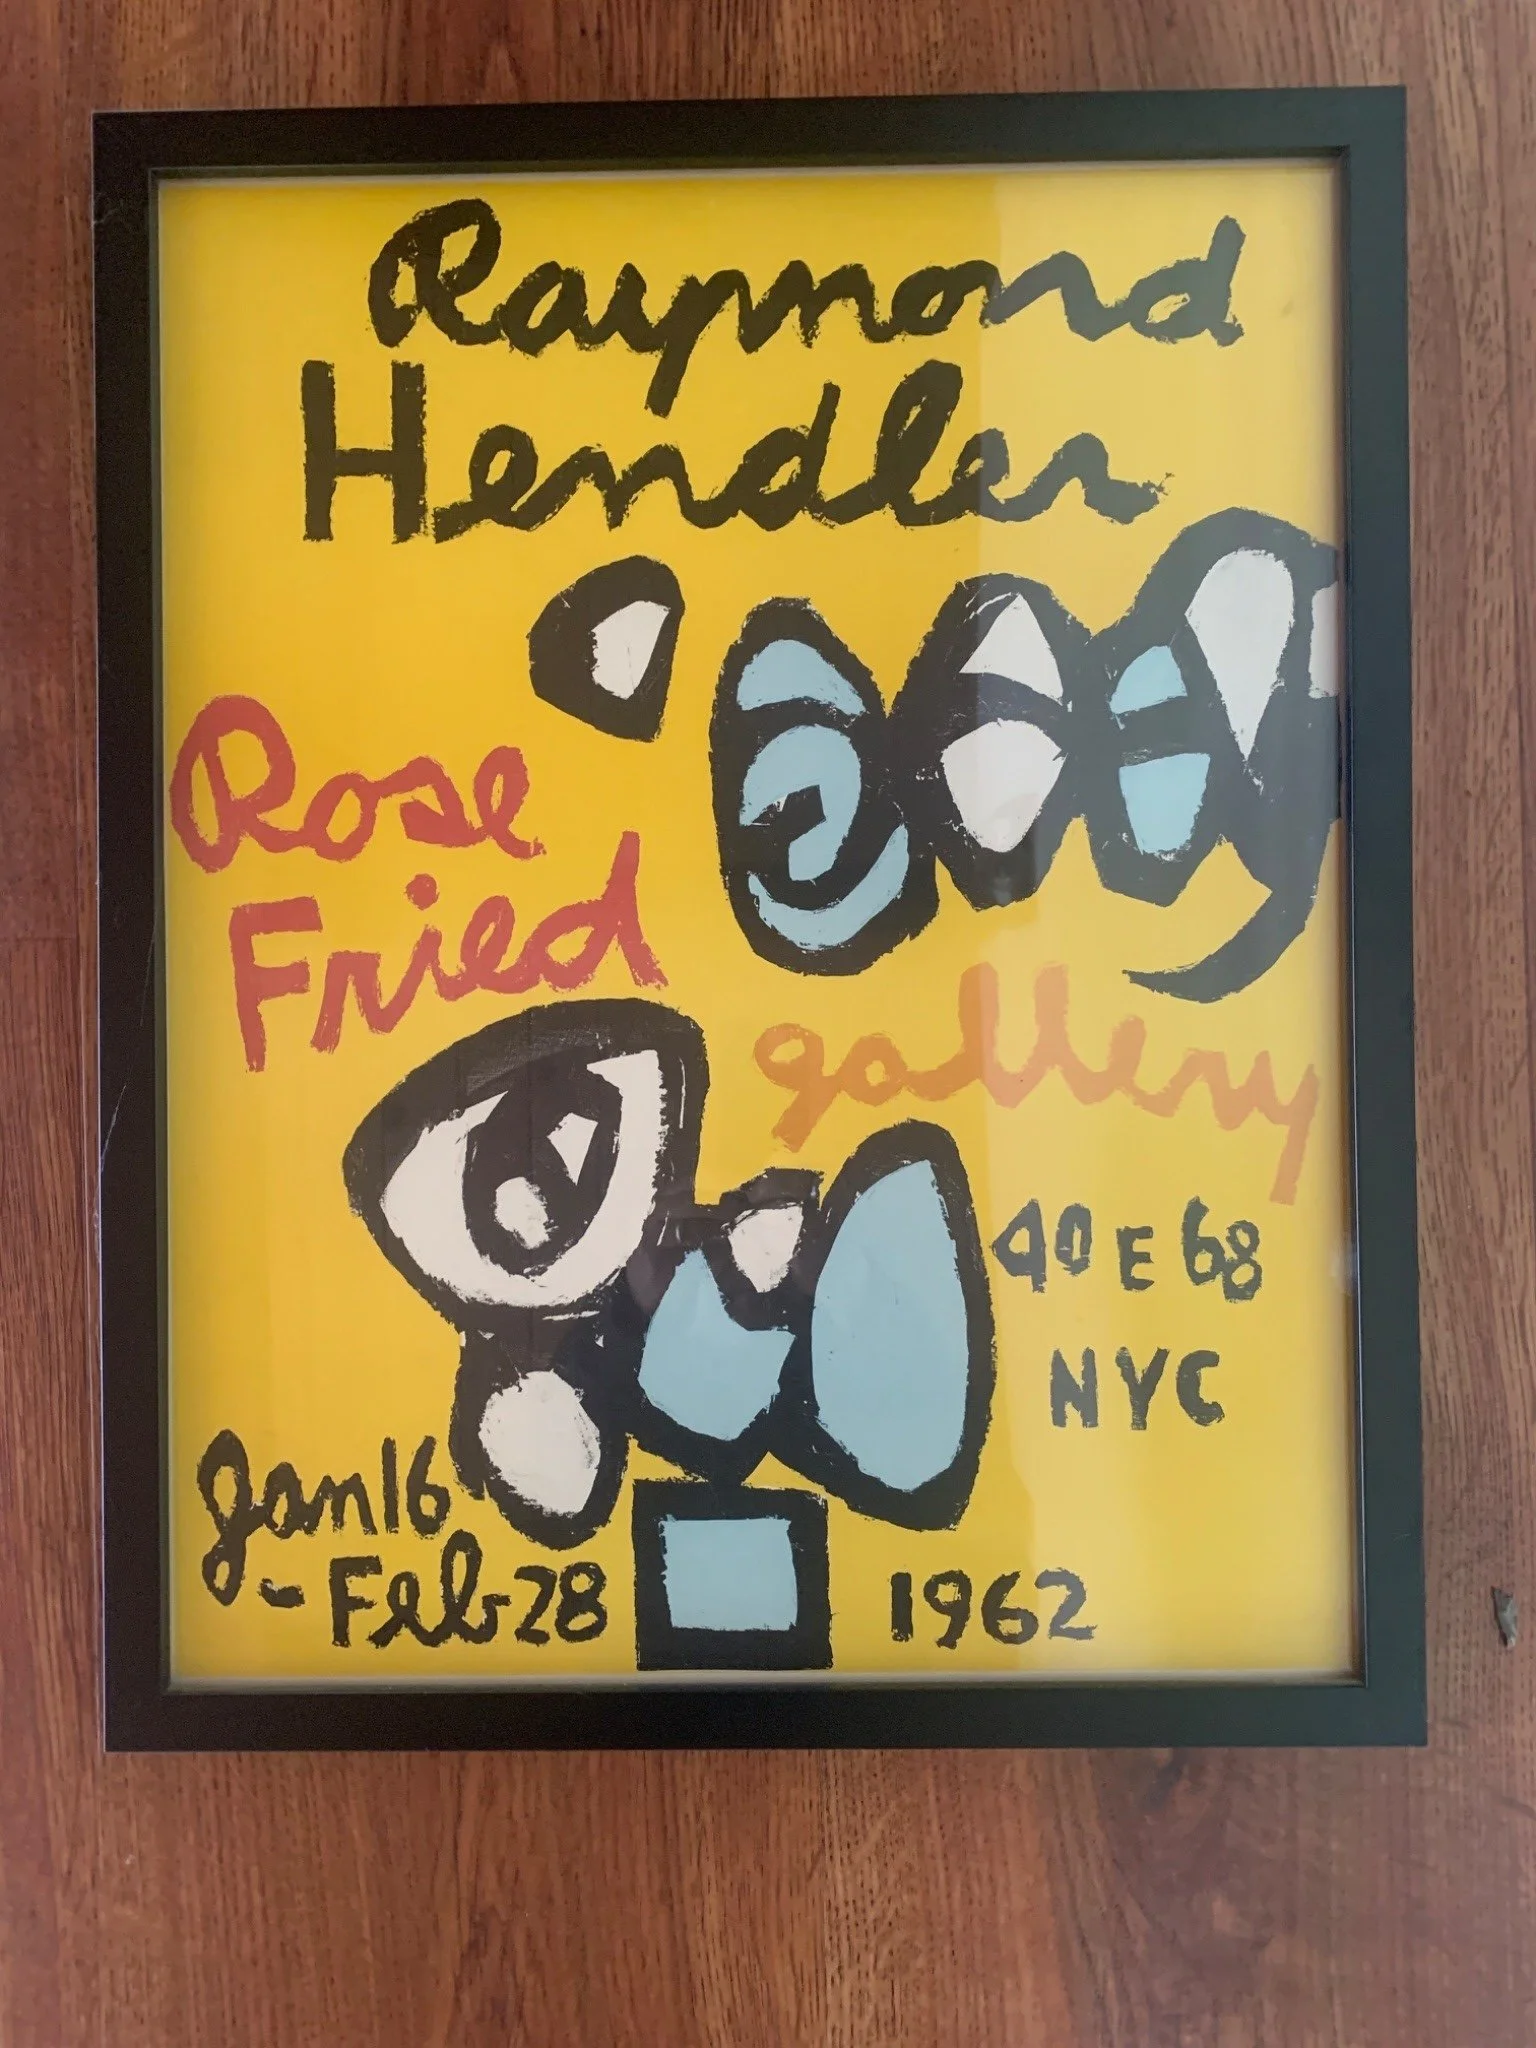 Raymond
Hendler
Rose
Fried
gallery
40 E 68
NYC
Jan 16
- Feb 28 1962